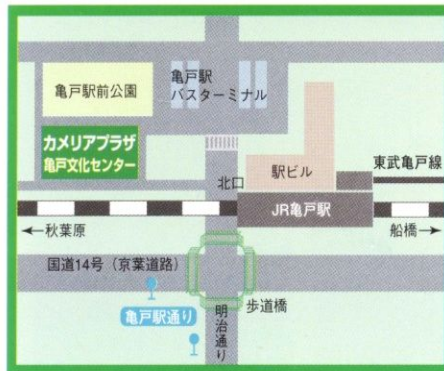 亀戸駅
バスターミナル
亀戸駅前公園
カメリアプラザ
亀戸文化センター
北口
駅ビル
東武亀戸線
JR亀戸駅
←秋葉原
船橋→
国道14号（京葉道路）
亀戸駅通り
歩道橋
明治通り